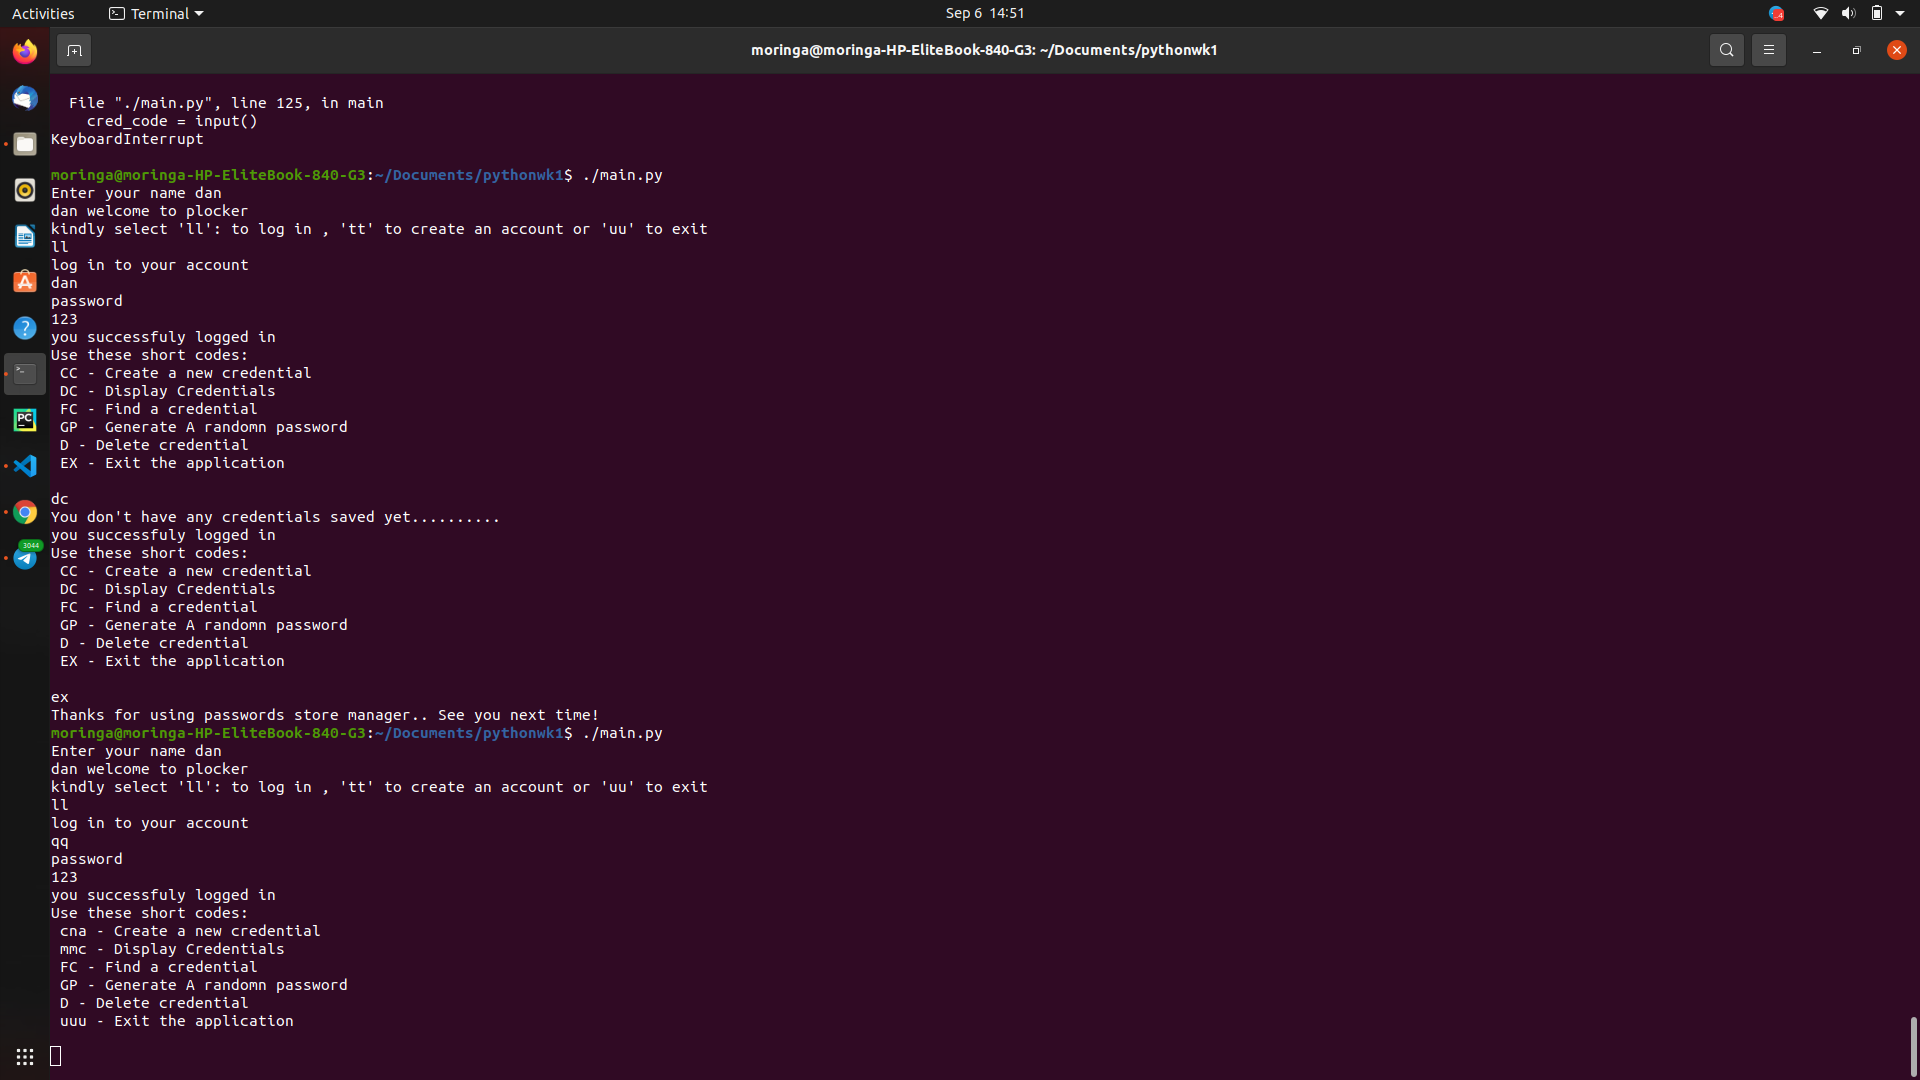 Activities
Terminal
Sep 6 14:51
moringa@moringa-HP-EliteBook-840-G3: ~/Documents/pythonwk1
File "./main.py", line 125, in main
cred_code = input()
KeyboardInterrupt
moringa@moringa-HP-EliteBook-840-G3:~/Documents/pythonwk1$ ./main.py
Enter your name dan
dan welcome to plocker
kindly select 'll': to log in , 'tt' to create an account or 'uu' to exit
ll
log in to your account
dan
password
123
you successfuly logged in
Use these short codes:
CC - Create a new credential
DC - Display Credentials
FC - Find a credential
GP - Generate A randomn password
D - Delete credential
EX - Exit the application
dc
You don't have any credentials saved yet..........
you successfuly logged in
Use these short codes:
CC - Create a new credential
DC - Display Credentials
FC - Find a credential
GP - Generate A randomn password
D - Delete credential
EX - Exit the application
ex
Thanks for using passwords store manager.. See you next time!
moringa@moringa-HP-EliteBook-840-G3:~/Documents/pythonwk1$ ./main.py
Enter your name dan
dan welcome to plocker
kindly select 'll': to log in , 'tt' to create an account or 'uu' to exit
ll
log in to your account
qq
password
123
you successfuly logged in
Use these short codes:
cna - Create a new credential
mmc - Display Credentials
FC - Find a credential
GP - Generate A randomn password
D - Delete credential
uuu - Exit the application
PC
3044